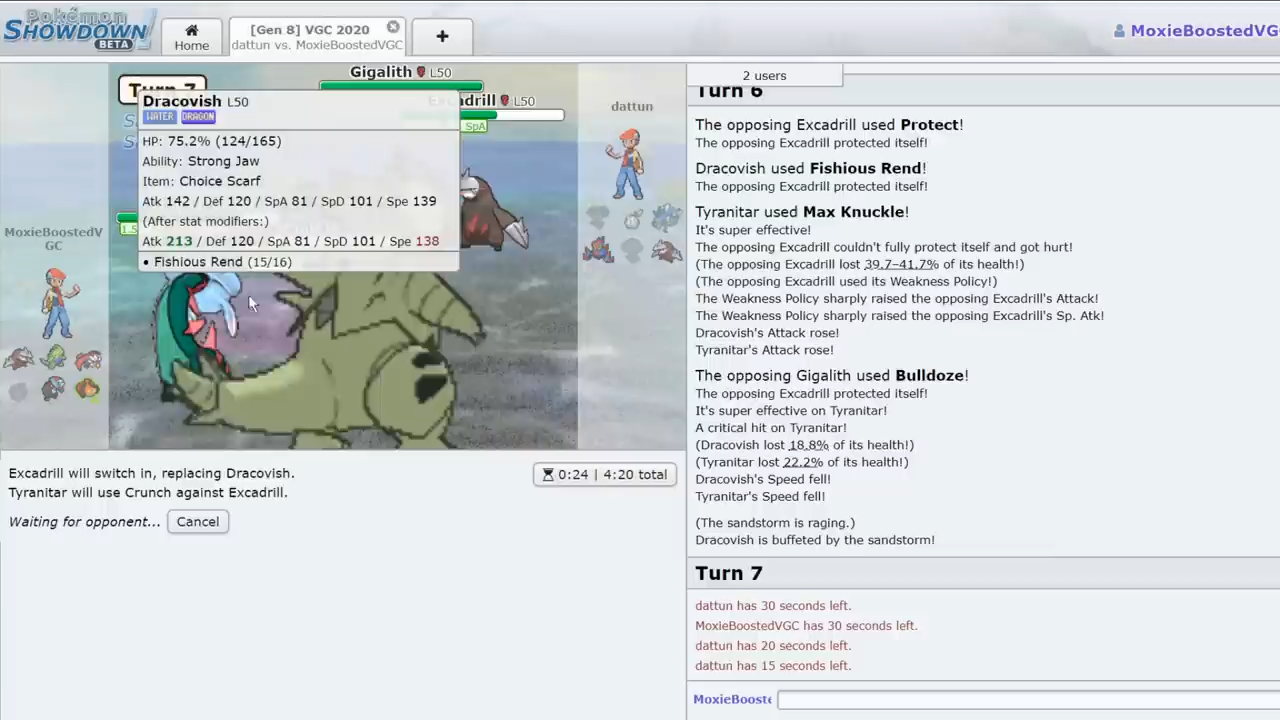 Pokémon
SHOWDOWN!
BETA
Home
[Gen 8] VGC 2020
dattun vs. MoxieBoostedVGC
+
MoxieBoostedVG
Gigalith L50
drill L50
SpA
Turn 7
Dracovish L50
WATER DRAGON
HP: 75.2% (124/165)
Ability: Strong Jaw
Item: Choice Scarf
Atk 142 / Def 120 / SpA 81 / SpD 101 / Spe 139
(After stat modifiers:)
Atk 213 / Def 120 / SpA 81 / SpD 101 / Spe 138
• Fishious Rend (15/16)
MoxieBoostedV
GC
dattun
Excadrill will switch in, replacing Dracovish.
Tyranitar will use Crunch against Excadrill.
Waiting for opponent... Cancel
0:24 | 4:20 total
2 users
Turn 6
The opposing Excadrill used Protect!
The opposing Excadrill protected itself!
Dracovish used Fishious Rend!
The opposing Excadrill protected itself!
Tyranitar used Max Knuckle!
It's super effective!
The opposing Excadrill couldn't fully protect itself and got hurt!
(The opposing Excadrill lost 39.7–41.7% of its health!)
(The opposing Excadrill used its Weakness Policy!)
The Weakness Policy sharply raised the opposing Excadrill's Attack!
The Weakness Policy sharply raised the opposing Excadrill's Sp. Atk!
Dracovish's Attack rose!
Tyranitar's Attack rose!
The opposing Gigalith used Bulldoze!
The opposing Excadrill protected itself!
It's super effective on Tyranitar!
A critical hit on Tyranitar!
(Dracovish lost 18.8% of its health!)
(Tyranitar lost 22.2% of its health!)
Dracovish's Speed fell!
Tyranitar's Speed fell!
(The sandstorm is raging.)
Dracovish is buffeted by the sandstorm!
Turn 7
dattun has 30 seconds left.
MoxieBoostedVGC has 30 seconds left.
dattun has 20 seconds left.
dattun has 15 seconds left.
MoxieBooste